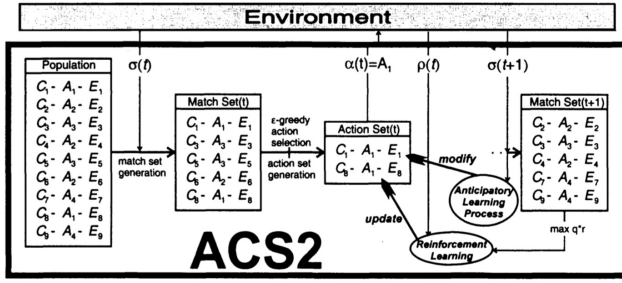 Environment
σ(t)
α(t)=A₁
ρ(t)
σ(t+1)
Population
C₁- A₁- E₁
C₂- A₂- E₂
C₃- A₃- E₃
C₄- A₂- E₄
C₅- A₃- E₅
C₆- A₂- E₆
C₇- A₄- E₇
C₈- A₁- E₈
C₉- A₄- E₉
match set
generation
Match Set(t)
C₁- A₁- E₁
C₃- A₃- E₃
C₅- A₃- E₅
C₆- A₂- E₆
C₈- A₁- E₈
ε-greedy
action
selection
action set
generation
Action Set(t)
C₁- A₁- E₁
C₈- A₁- E₈
modify
update
Anticipatory
Learning
Process
Reinforcement
Learning
Match Set(t+1)
C₂- A₂- E₂
C₃- A₃- E₃
C₄- A₂- E₄
C₇- A₄- E₇
C₉- A₄- E₉
max q*r
ACS2